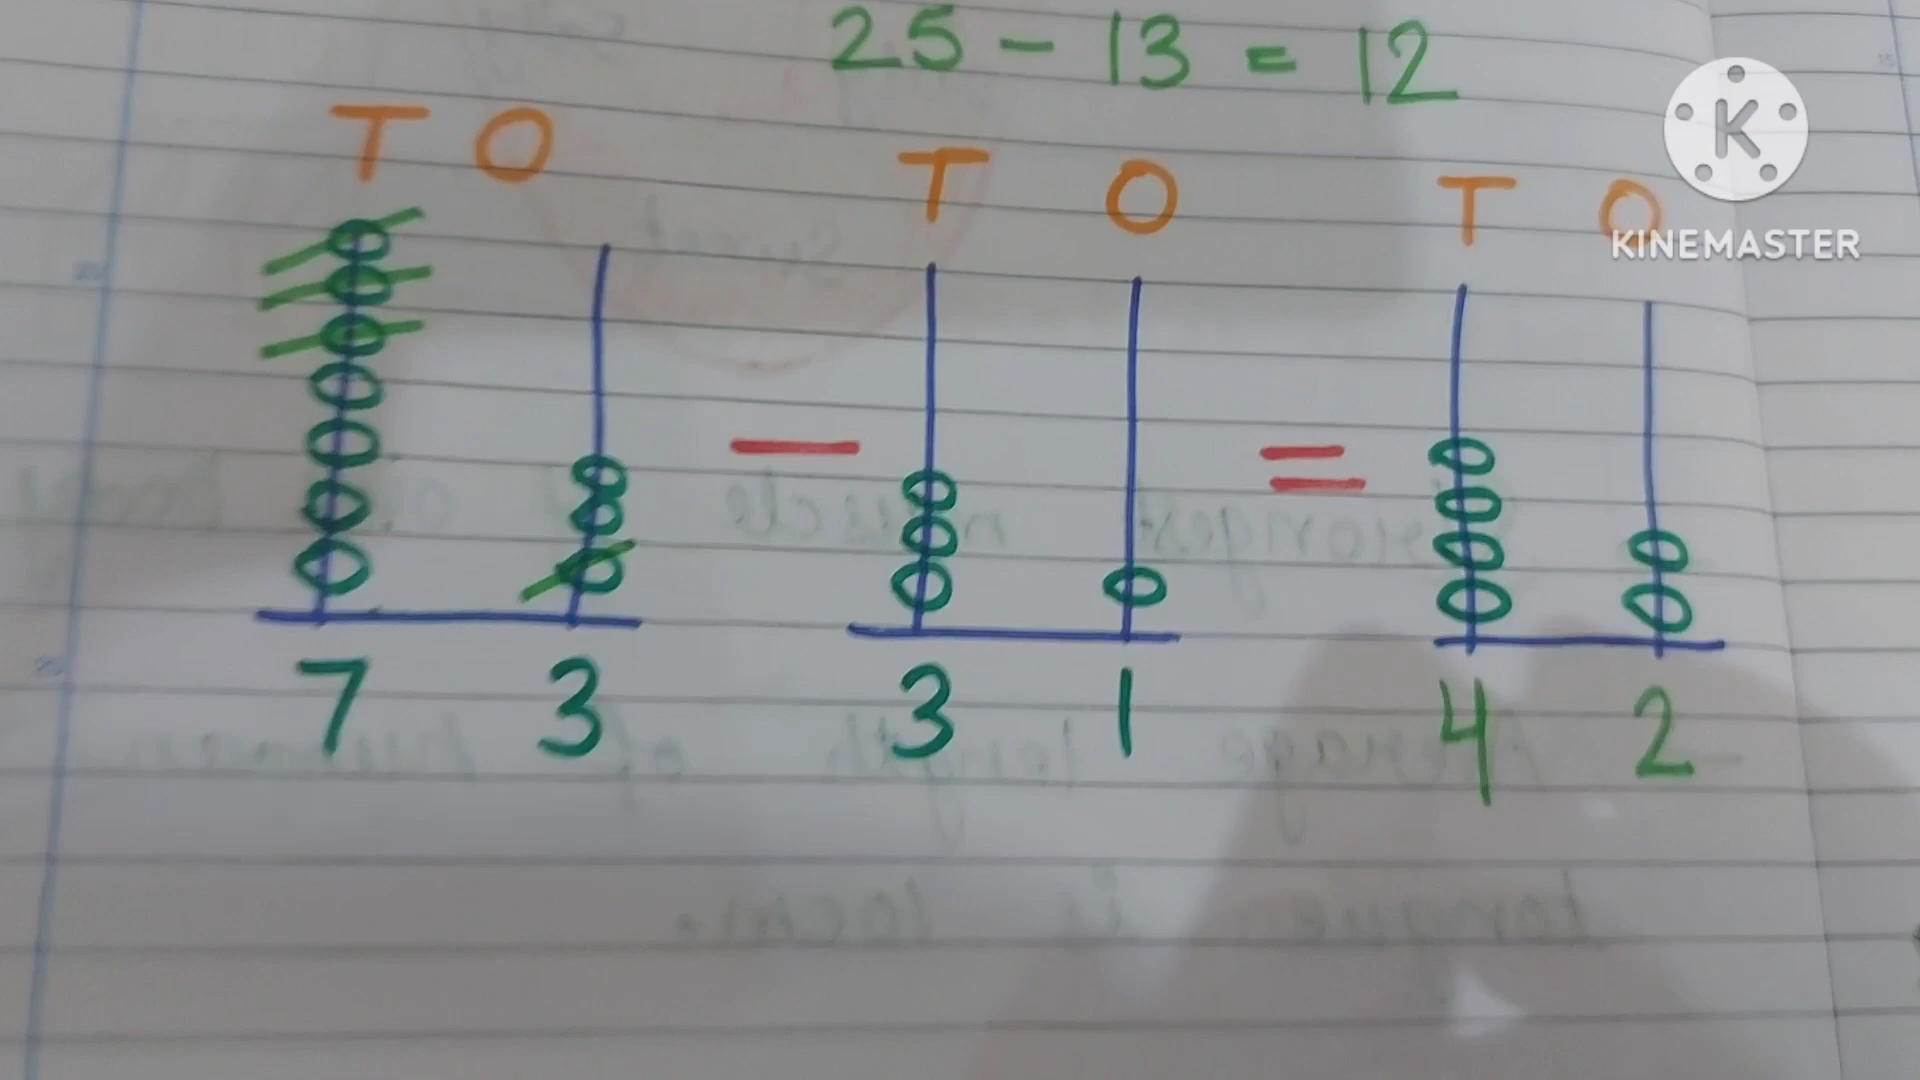 25 - 13 = 12
T O T O T O
K
KINEMASTER
— =
7 3 3 1 4 2